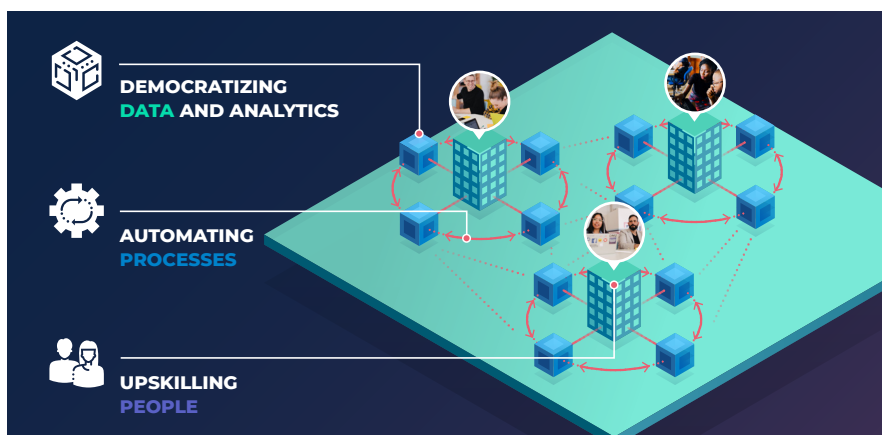 DEMOCRATIZING
DATA AND ANALYTICS
AUTOMATING
PROCESSES
UPSKILLING
PEOPLE